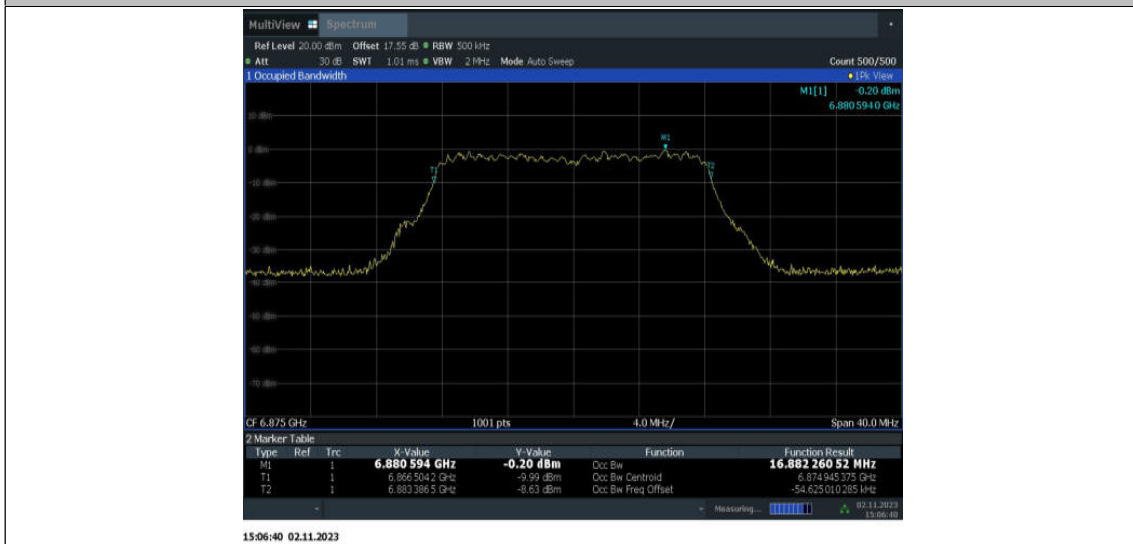 MultiView Spectrum
Ref Level 20.00 dBm Offset 17.55 dB RBW 500 kHz
Att 30 dB SWT 1.01 ms VBW 2 MHz Mode Auto Sweep Count 500/500
1 Occupied Bandwidth 1Pk View
M1[1] -0.20 dBm
6.880 594 0 GHz
10 dBm
M1
0 dBm
T1 T2
-10 dBm
-20 dBm
-30 dBm
-40 dBm
-50 dBm
-60 dBm
-70 dBm
CF 6.875 GHz 1001 pts 4.0 MHz/ Span 40.0 MHz
2 Marker Table
Type Ref Trc X-Value Y-Value Function Function Result
M1 1 6.880 594 GHz -0.20 dBm Occ Bw 16.882 260 52 MHz
T1 1 6.866 504 2 GHz -9.99 dBm Occ Bw Centroid 6.874 945 375 GHz
T2 1 6.883 386 5 GHz -8.63 dBm Occ Bw Freq Offset -54.625 010 285 kHz
Measuring... 02.11.2023
15:06:40
15:06:40 02.11.2023